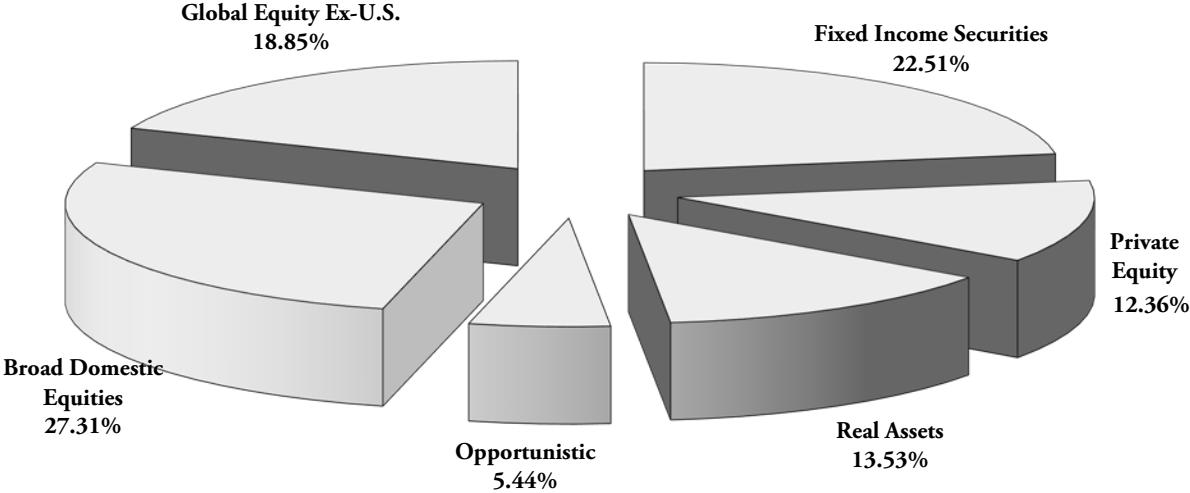 Global Equity Ex-U.S.
18.85%
Fixed Income Securities
22.51%
Private
Equity
12.36%
Broad Domestic
Equities
27.31%
Real Assets
13.53%
Opportunistic
5.44%